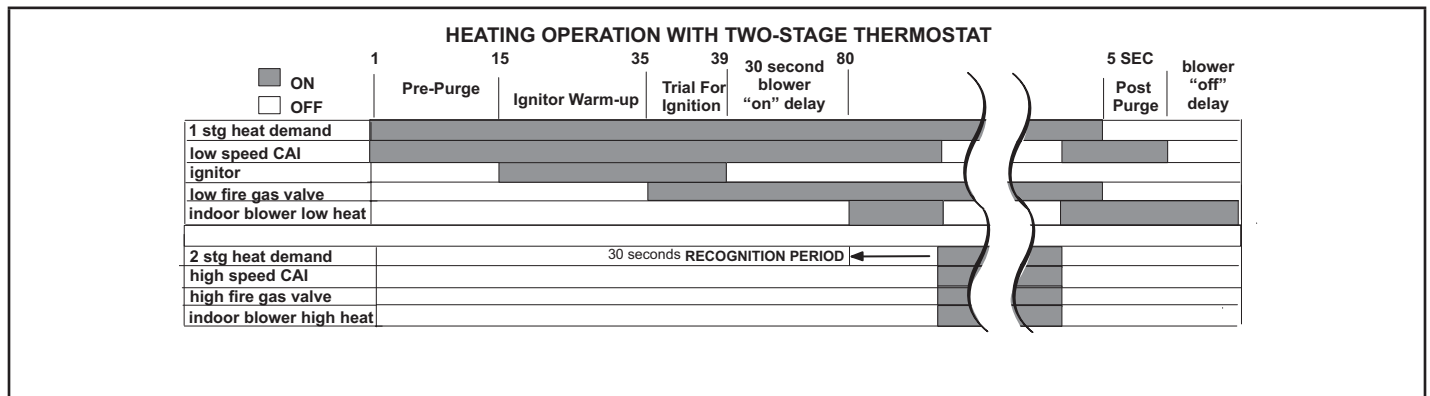 HEATING OPERATION WITH TWO-STAGE THERMOSTAT
1 15 35 39 80 5 SEC
ON
OFF
Pre-Purge
Ignitor Warm-up
Trial For
Ignition
30 second
blower
“on” delay
Post
Purge
blower
“off”
delay
1 stg heat demand
low speed CAI
ignitor
low fire gas valve
indoor blower low heat
2 stg heat demand 30 seconds RECOGNITION PERIOD
high speed CAI
high fire gas valve
indoor blower high heat